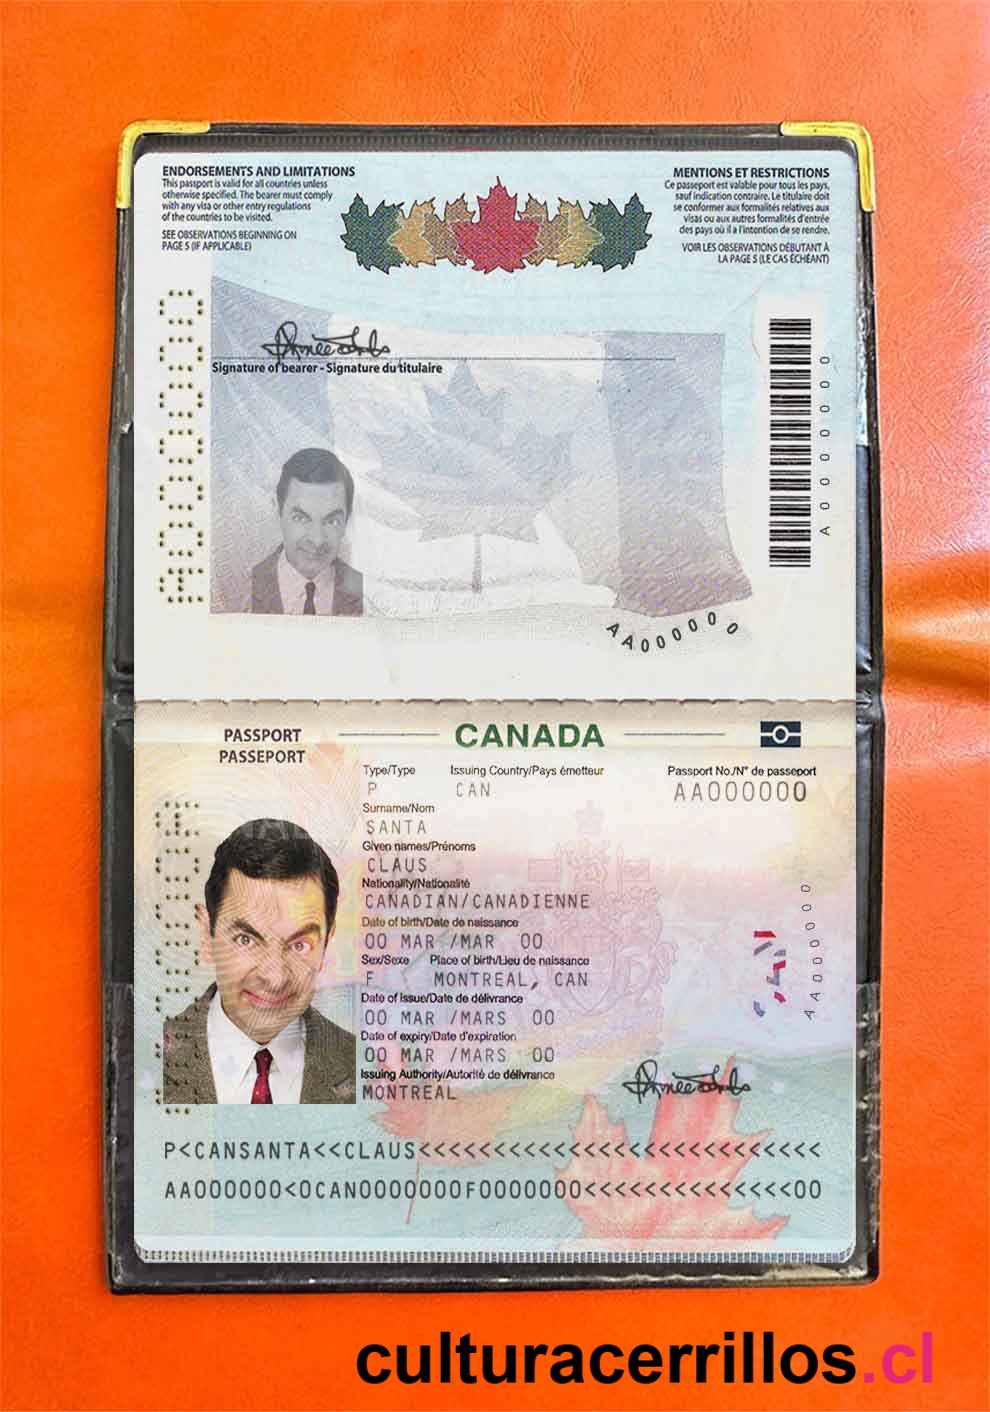 ENDORSEMENTS AND LIMITATIONS
This passport is valid for all countries unless
otherwise specified. The bearer must comply
with any visa or other entry regulations
of the countries to be visited.
SEE OBSERVATIONS BEGINNING ON
PAGE 5 (IF APPLICABLE)
MENTIONS ET RESTRICTIONS
Ce passeport est valable pour tous les pays,
sauf indication contraire. Le titulaire doit
se conformer aux formalités relatives aux
visas ou aux autres formalités d'entrée
des pays où il a l'intention de se rendre.
VOIR LES OBSERVATIONS DÉBUTANT À
LA PAGE 5 (LE CAS ÉCHÉANT)
Signature of bearer - Signature du titulaire
AA000000
PASSPORT
PASSEPORT
CANADA
Type/Type Issuing Country/Pays émetteur Passport No./N° de passeport
P CAN AA000000
Surname/Nom
SANTA
Given names/Prénoms
CLAUS
Nationality/Nationalité
CANADIAN/CANADIENNE
Date of birth/Date de naissance
00 MAR /MAR 00
Sex/Sexe Place of birth/Lieu de naissance
F MONTREAL, CAN
Date of Issue/Date de délivrance
00 MAR /MARS 00
Date of expiry/Date d'expiration
00 MAR /MARS 00
Issuing Authority/Autorité de délivrance
MONTREAL
AA00000
P<CANSANTA<<CLAUS<<<<<<<<<<<<<<<<<<<<<<<<<<<
AA000000<0CAN0000000F0000000<<<<<<<<<<<<<<00
culturacerrillos.cl